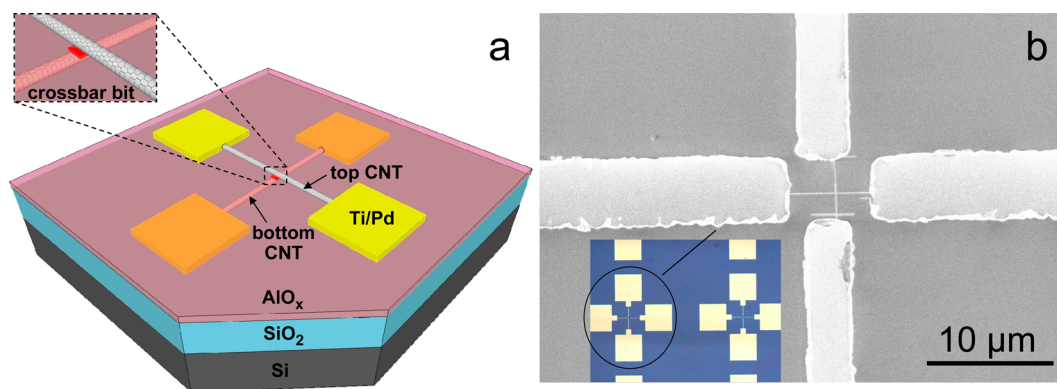 a
crossbar bit
top CNT
Ti/Pd
bottom
CNT
AlOₓ
SiO₂
Si
b
10 μm